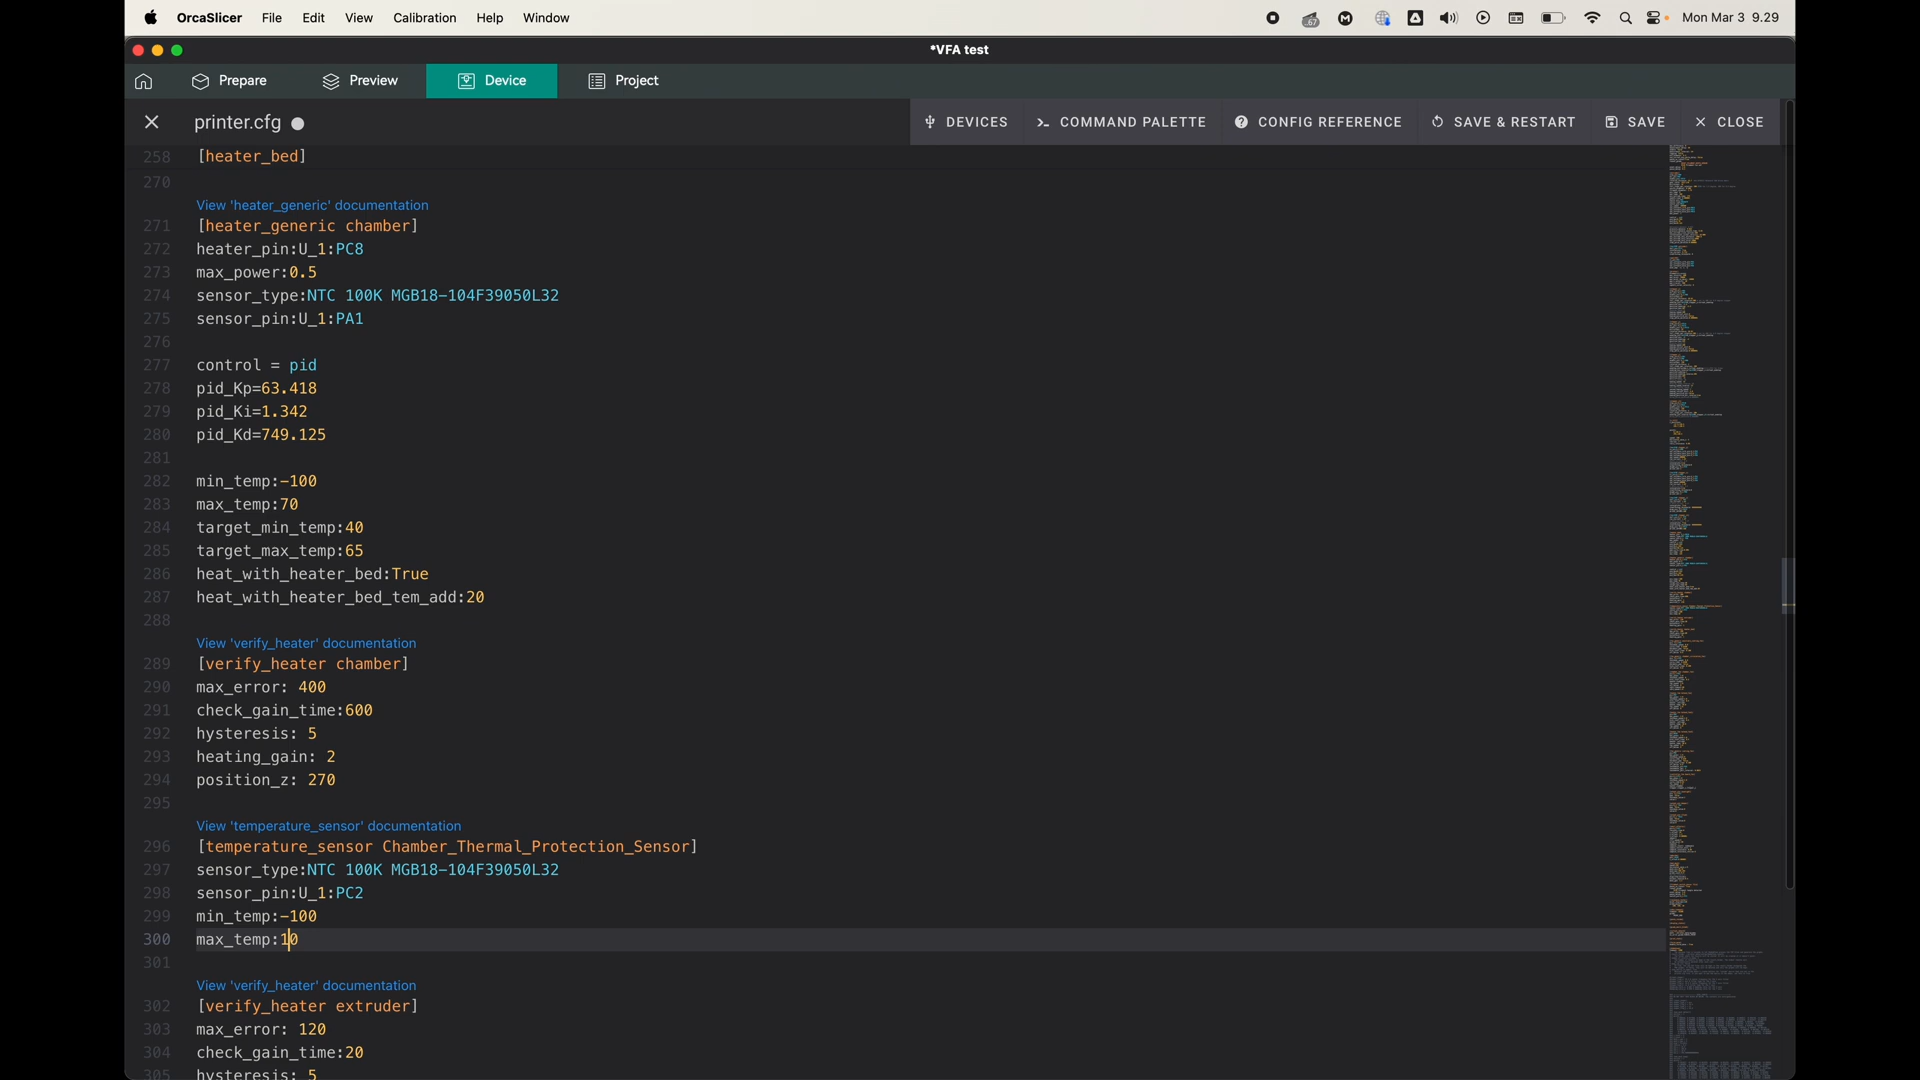 OrcaSlicer File Edit View Calibration Help Window Mon Mar 3 9.29
*VFA test
Prepare Preview Device Project
printer.cfg DEVICES COMMAND PALETTE CONFIG REFERENCE SAVE & RESTART SAVE CLOSE
258 [heater_bed]
270
View 'heater_generic' documentation
271 [heater_generic chamber]
272 heater_pin:U_1:PC8
273 max_power:0.5
274 sensor_type:NTC 100K MGB18-104F39050L32
275 sensor_pin:U_1:PA1
276
277 control = pid
278 pid_Kp=63.418
279 pid_Ki=1.342
280 pid_Kd=749.125
281
282 min_temp:-100
283 max_temp:70
284 target_min_temp:40
285 target_max_temp:65
286 heat_with_heater_bed:True
287 heat_with_heater_bed_tem_add:20
288
View 'verify_heater' documentation
289 [verify_heater chamber]
290 max_error: 400
291 check_gain_time:600
292 hysteresis: 5
293 heating_gain: 2
294 position_z: 270
295
View 'temperature_sensor' documentation
296 [temperature_sensor Chamber_Thermal_Protection_Sensor]
297 sensor_type:NTC 100K MGB18-104F39050L32
298 sensor_pin:U_1:PC2
299 min_temp:-100
300 max_temp:10
301
View 'verify_heater' documentation
302 [verify_heater extruder]
303 max_error: 120
304 check_gain_time:20
305 hysteresis: 5